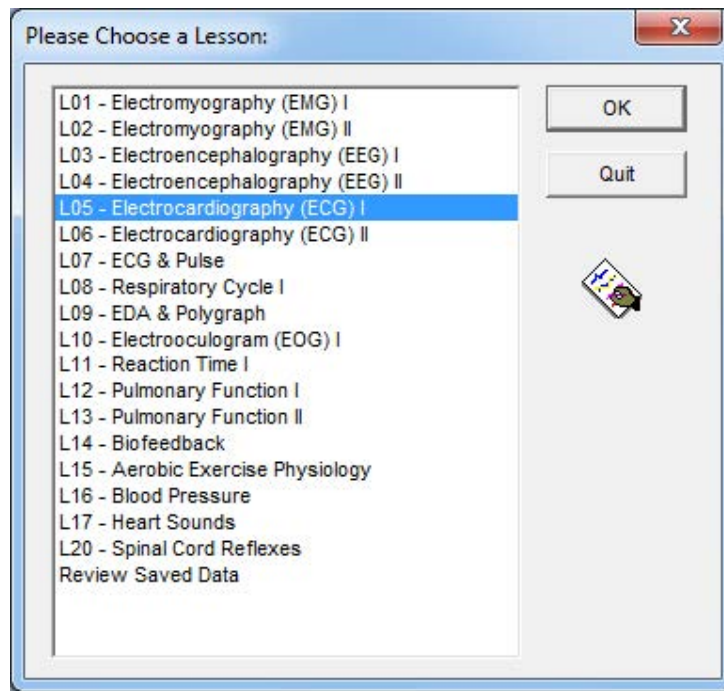 Please Choose a Lesson:
L01 - Electromyography (EMG) I
L02 - Electromyography (EMG) II
L03 - Electroencephalography (EEG) I
L04 - Electroencephalography (EEG) II
L05 - Electrocardiography (ECG) I
L06 - Electrocardiography (ECG) II
L07 - ECG & Pulse
L08 - Respiratory Cycle I
L09 - EDA & Polygraph
L10 - Electrooculogram (EOG) I
L11 - Reaction Time I
L12 - Pulmonary Function I
L13 - Pulmonary Function II
L14 - Biofeedback
L15 - Aerobic Exercise Physiology
L16 - Blood Pressure
L17 - Heart Sounds
L20 - Spinal Cord Reflexes
Review Saved Data
OK
Quit